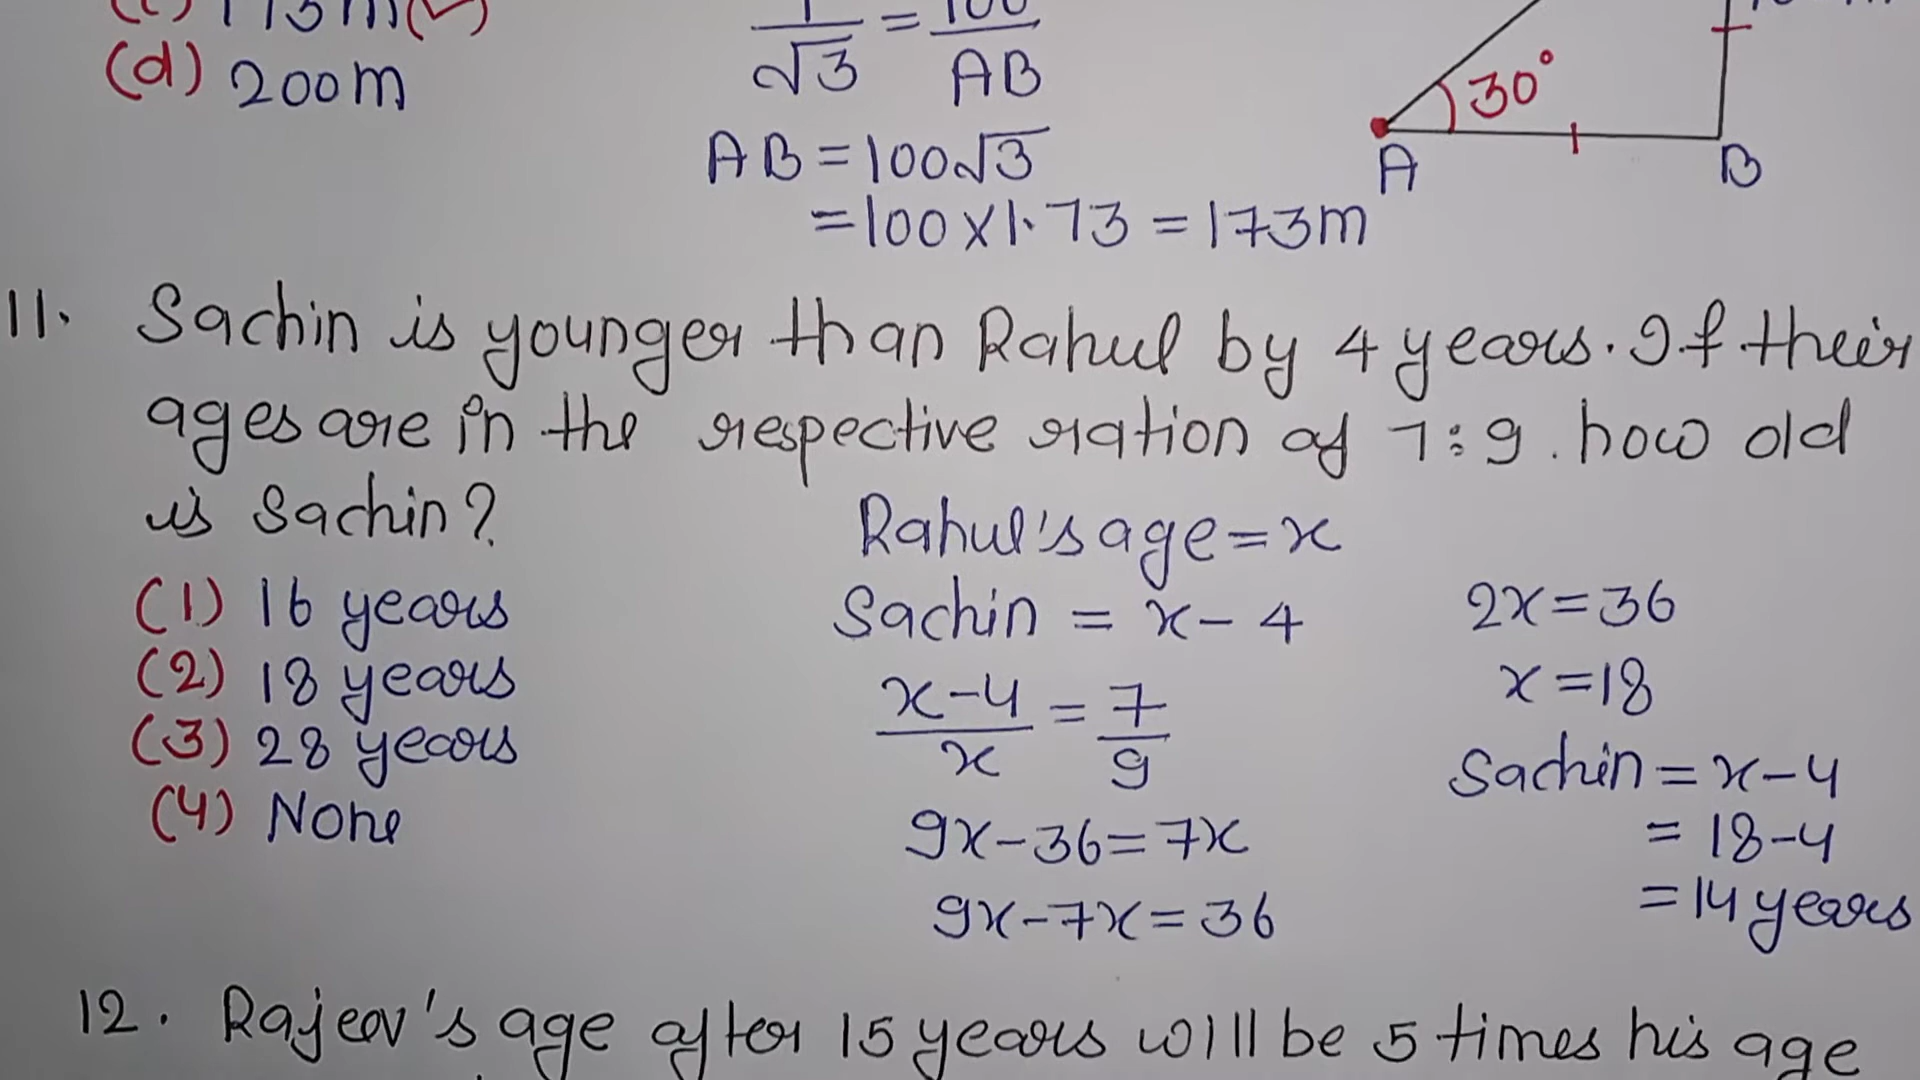 (d) 200m
√3 AB
30°
A B
AB = 100√3
= 100 X 1.73 = 173m
11. Sachin is younger than Rahul by 4 years. If their
ages are in the respective ration of 7:9. how old
is Sachin?
(1) 16 years
(2) 18 years
(3) 28 years
(4) None
Rahul's age = x
Sachin = x - 4
x-4 = 7
x 9
9x-36=7x
9x-7x=36
2x=36
x=18
Sachin = x-4
= 18-4
= 14 years
12. Rajeev's age after 15 years will be 5 times his age